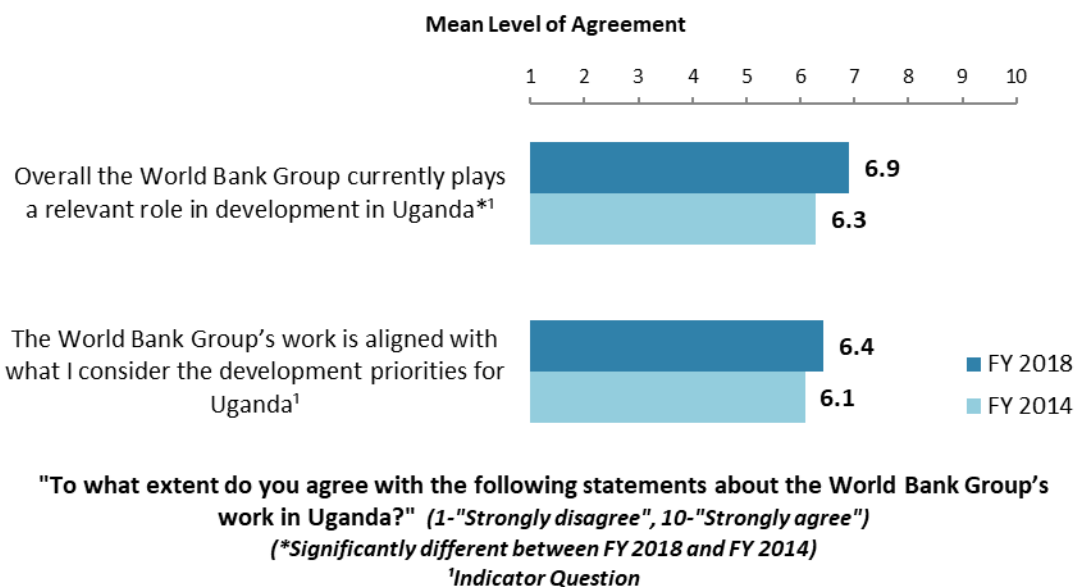 Mean Level of Agreement
1 2 3 4 5 6 7 8 9 10
Overall the World Bank Group currently plays
a relevant role in development in Uganda*¹
6.9
6.3
The World Bank Group’s work is aligned with
what I consider the development priorities for
Uganda¹
6.4
6.1
FY 2018
FY 2014
"To what extent do you agree with the following statements about the World Bank Group’s
work in Uganda?" (1-"Strongly disagree", 10-"Strongly agree")
(*Significantly different between FY 2018 and FY 2014)
¹Indicator Question